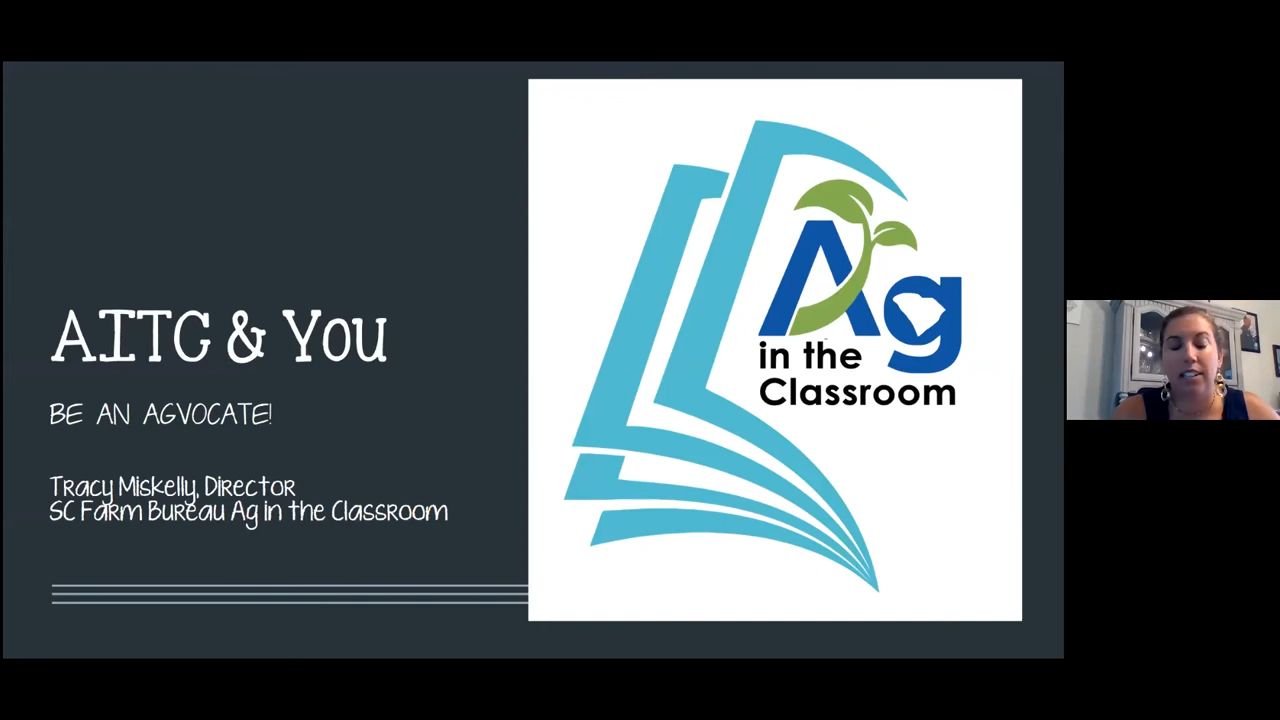 AITC & You
BE AN AGVOCATE!
Tracy Miskelly, Director
SC Farm Bureau Ag in the Classroom
Ag
in the
Classroom